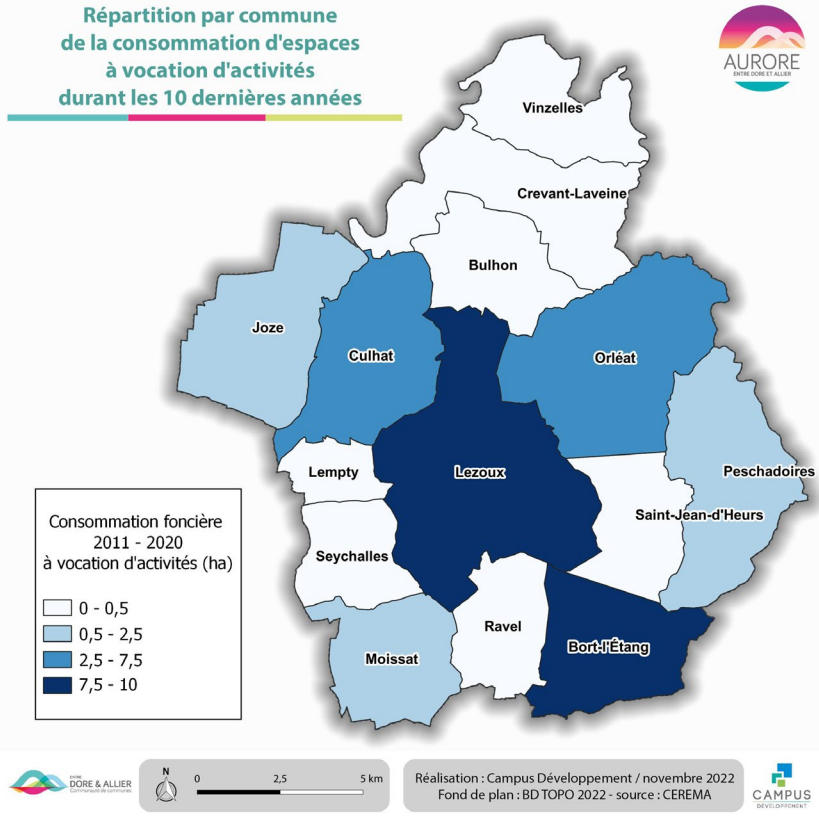 Répartition par commune
de la consommation d'espaces
à vocation d'activités
durant les 10 dernières années
AURORE
ENTRE DORE ET ALLIER
Vinzelles
Crevant-Laveine
Bulhon
Joze
Culhat
Orléat
Lempty
Lezoux
Peschadoires
Saint-Jean-d'Heurs
Seychalles
Ravel
Bort-l'Étang
Moissat
Consommation foncière
2011 - 2020
à vocation d'activités (ha)
0 - 0,5
0,5 - 2,5
2,5 - 7,5
7,5 - 10
ENTRE
DORE & ALLIER
Communauté de communes
N
0 2,5 5 km
Réalisation : Campus Développement / novembre 2022
Fond de plan : BD TOPO 2022 - source : CEREMA
CAMPUS
DÉVELOPPEMENT